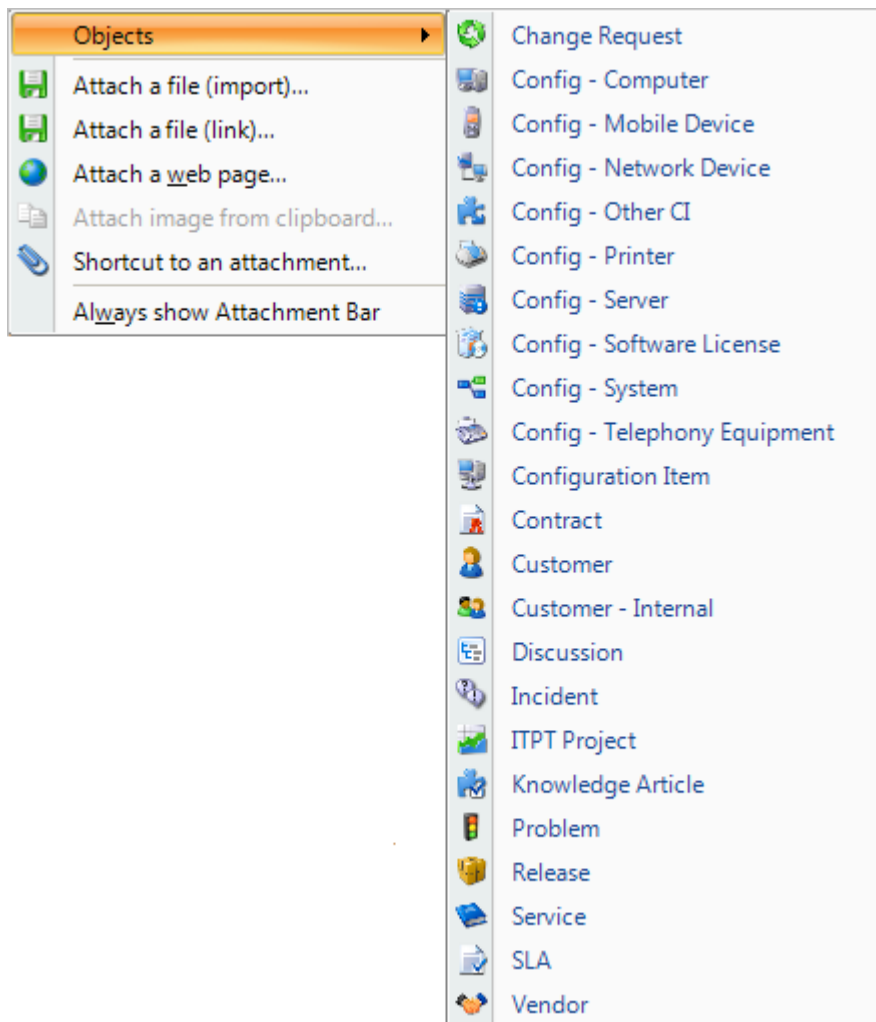 Objects
Attach a file (import)...
Attach a file (link)...
Attach a web page...
Attach image from clipboard...
Shortcut to an attachment...
Always show Attachment Bar
Change Request
Config - Computer
Config - Mobile Device
Config - Network Device
Config - Other CI
Config - Printer
Config - Server
Config - Software License
Config - System
Config - Telephony Equipment
Configuration Item
Contract
Customer
Customer - Internal
Discussion
Incident
ITPT Project
Knowledge Article
Problem
Release
Service
SLA
Vendor